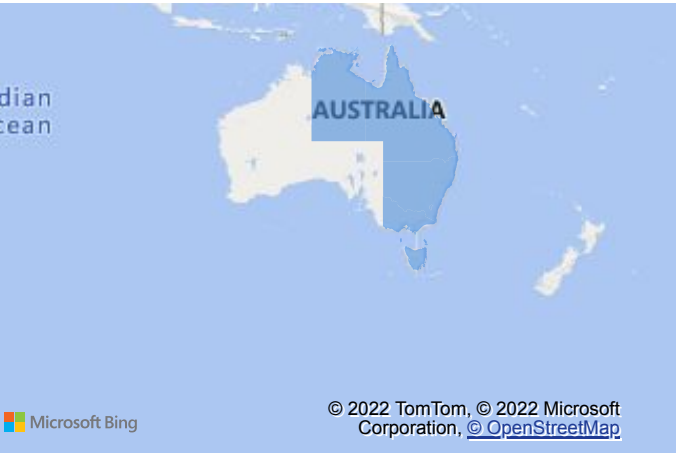 dian
cean
AUSTRALIA
Microsoft Bing
© 2022 TomTom, © 2022 Microsoft
Corporation, © OpenStreetMap